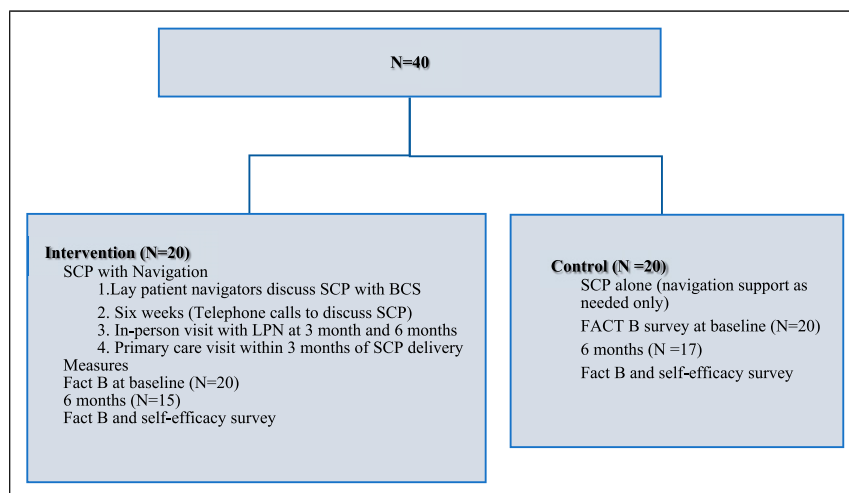 N=40
Intervention (N=20)
SCP with Navigation
1.Lay patient navigators discuss SCP with BCS
2. Six weeks (Telephone calls to discuss SCP)
3. In-person visit with LPN at 3 month and 6 months
4. Primary care visit within 3 months of SCP delivery
Measures
Fact B at baseline (N=20)
6 months (N=15)
Fact B and self-efficacy survey
Control (N =20)
SCP alone (navigation support as
needed only)
FACT B survey at baseline (N=20)
6 months (N =17)
Fact B and self-efficacy survey